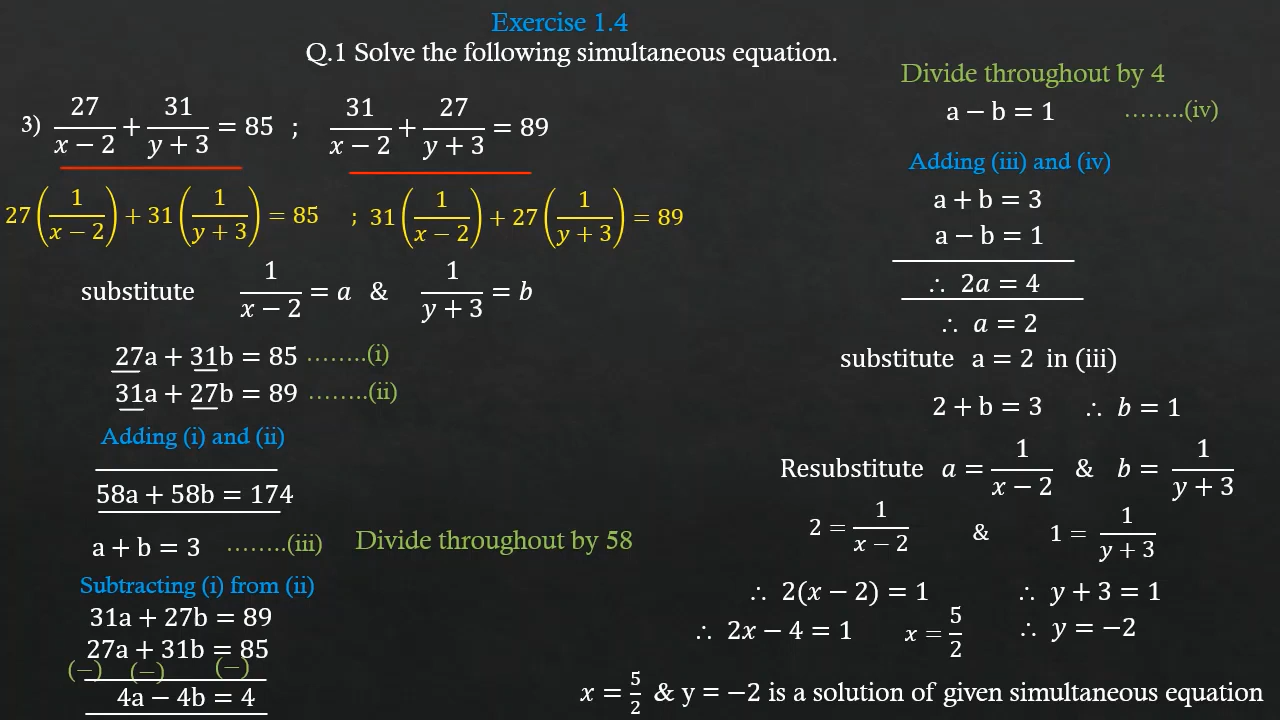 Exercise 1.4
Q.1 Solve the following simultaneous equation.
3) 27/(x − 2) + 31/(y + 3) = 85 ; 31/(x − 2) + 27/(y + 3) = 89
27(1/(x − 2)) + 31(1/(y + 3)) = 85 ; 31(1/(x − 2)) + 27(1/(y + 3)) = 89
substitute 1/(x − 2) = a & 1/(y + 3) = b
27a + 31b = 85 ........(i)
31a + 27b = 89 ........(ii)
Adding (i) and (ii)
58a + 58b = 174
a + b = 3 ........(iii) Divide throughout by 58
Subtracting (i) from (ii)
31a + 27b = 89
27a + 31b = 85
(−) (−) (−)
4a − 4b = 4
Divide throughout by 4
a − b = 1 ........(iv)
Adding (iii) and (iv)
a + b = 3
a − b = 1
∴ 2a = 4
∴ a = 2
substitute a = 2 in (iii)
2 + b = 3 ∴ b = 1
Resubstitute a = 1/(x − 2) & b = 1/(y + 3)
2 = 1/(x − 2) & 1 = 1/(y + 3)
∴ 2(x − 2) = 1 ∴ y + 3 = 1
∴ 2x − 4 = 1 x = 5/2 ∴ y = −2
x = 5/2 & y = −2 is a solution of given simultaneous equation